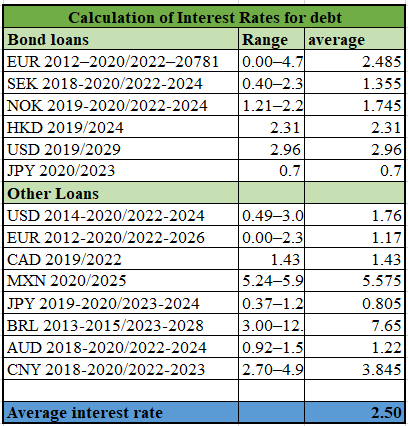 Calculation of Interest Rates for debt
Bond loans Range average
EUR 2012–2020/2022–20781 0.00–4.7 2.485
SEK 2018-2020/2022-2024 0.40–2.3 1.355
NOK 2019-2020/2022-2024 1.21–2.2 1.745
HKD 2019/2024 2.31 2.31
USD 2019/2029 2.96 2.96
JPY 2020/2023 0.7 0.7
Other Loans
USD 2014-2020/2022-2024 0.49–3.0 1.76
EUR 2012-2020/2022-2026 0.00–2.3 1.17
CAD 2019/2022 1.43 1.43
MXN 2020/2025 5.24–5.9 5.575
JPY 2019-2020/2023-2024 0.37–1.2 0.805
BRL 2013-2015/2023-2028 3.00–12. 7.65
AUD 2018-2020/2022-2024 0.92–1.5 1.22
CNY 2018-2020/2022-2023 2.70–4.9 3.845
Average interest rate 2.50